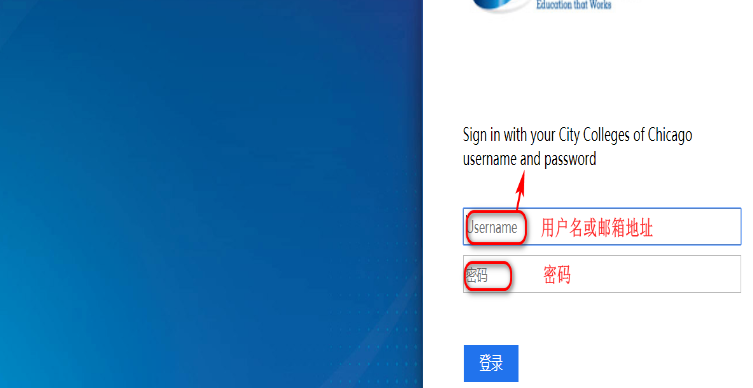 Education that Works
Sign in with your City Colleges of Chicago
username and password
Username 用户名或邮箱地址
密码 密码
登录